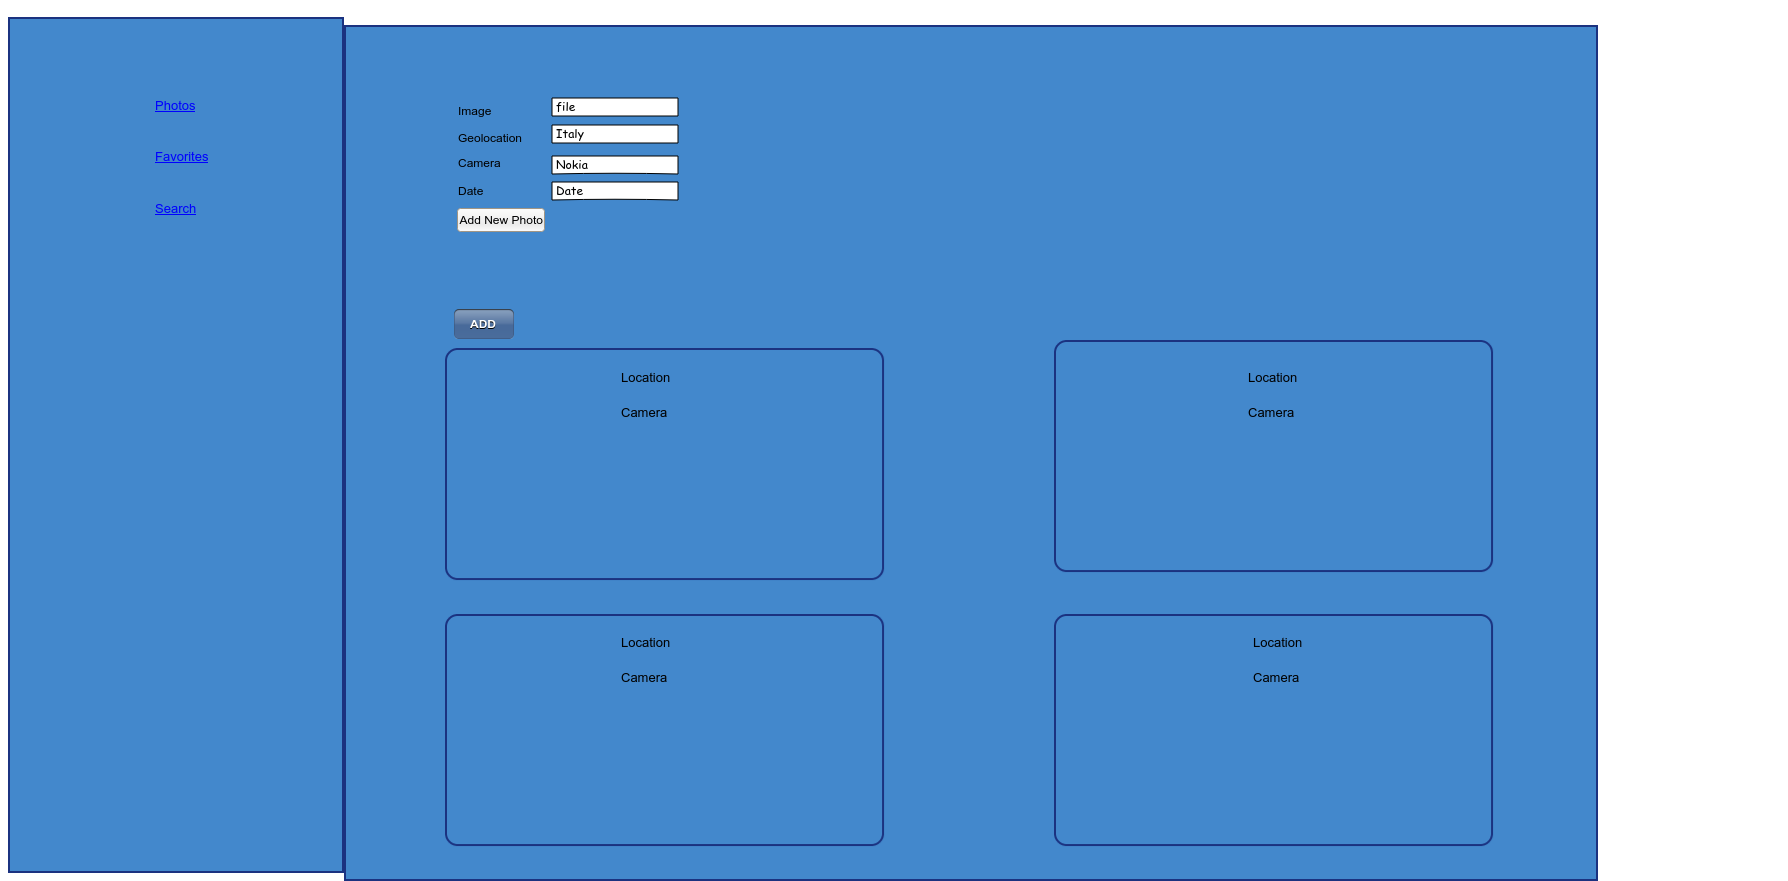 Photos
Favorites
Search
Image file
Geolocation Italy
Camera Nokia
Date Date
Add New Photo
ADD
Location
Camera
Location
Camera
Location
Camera
Location
Camera